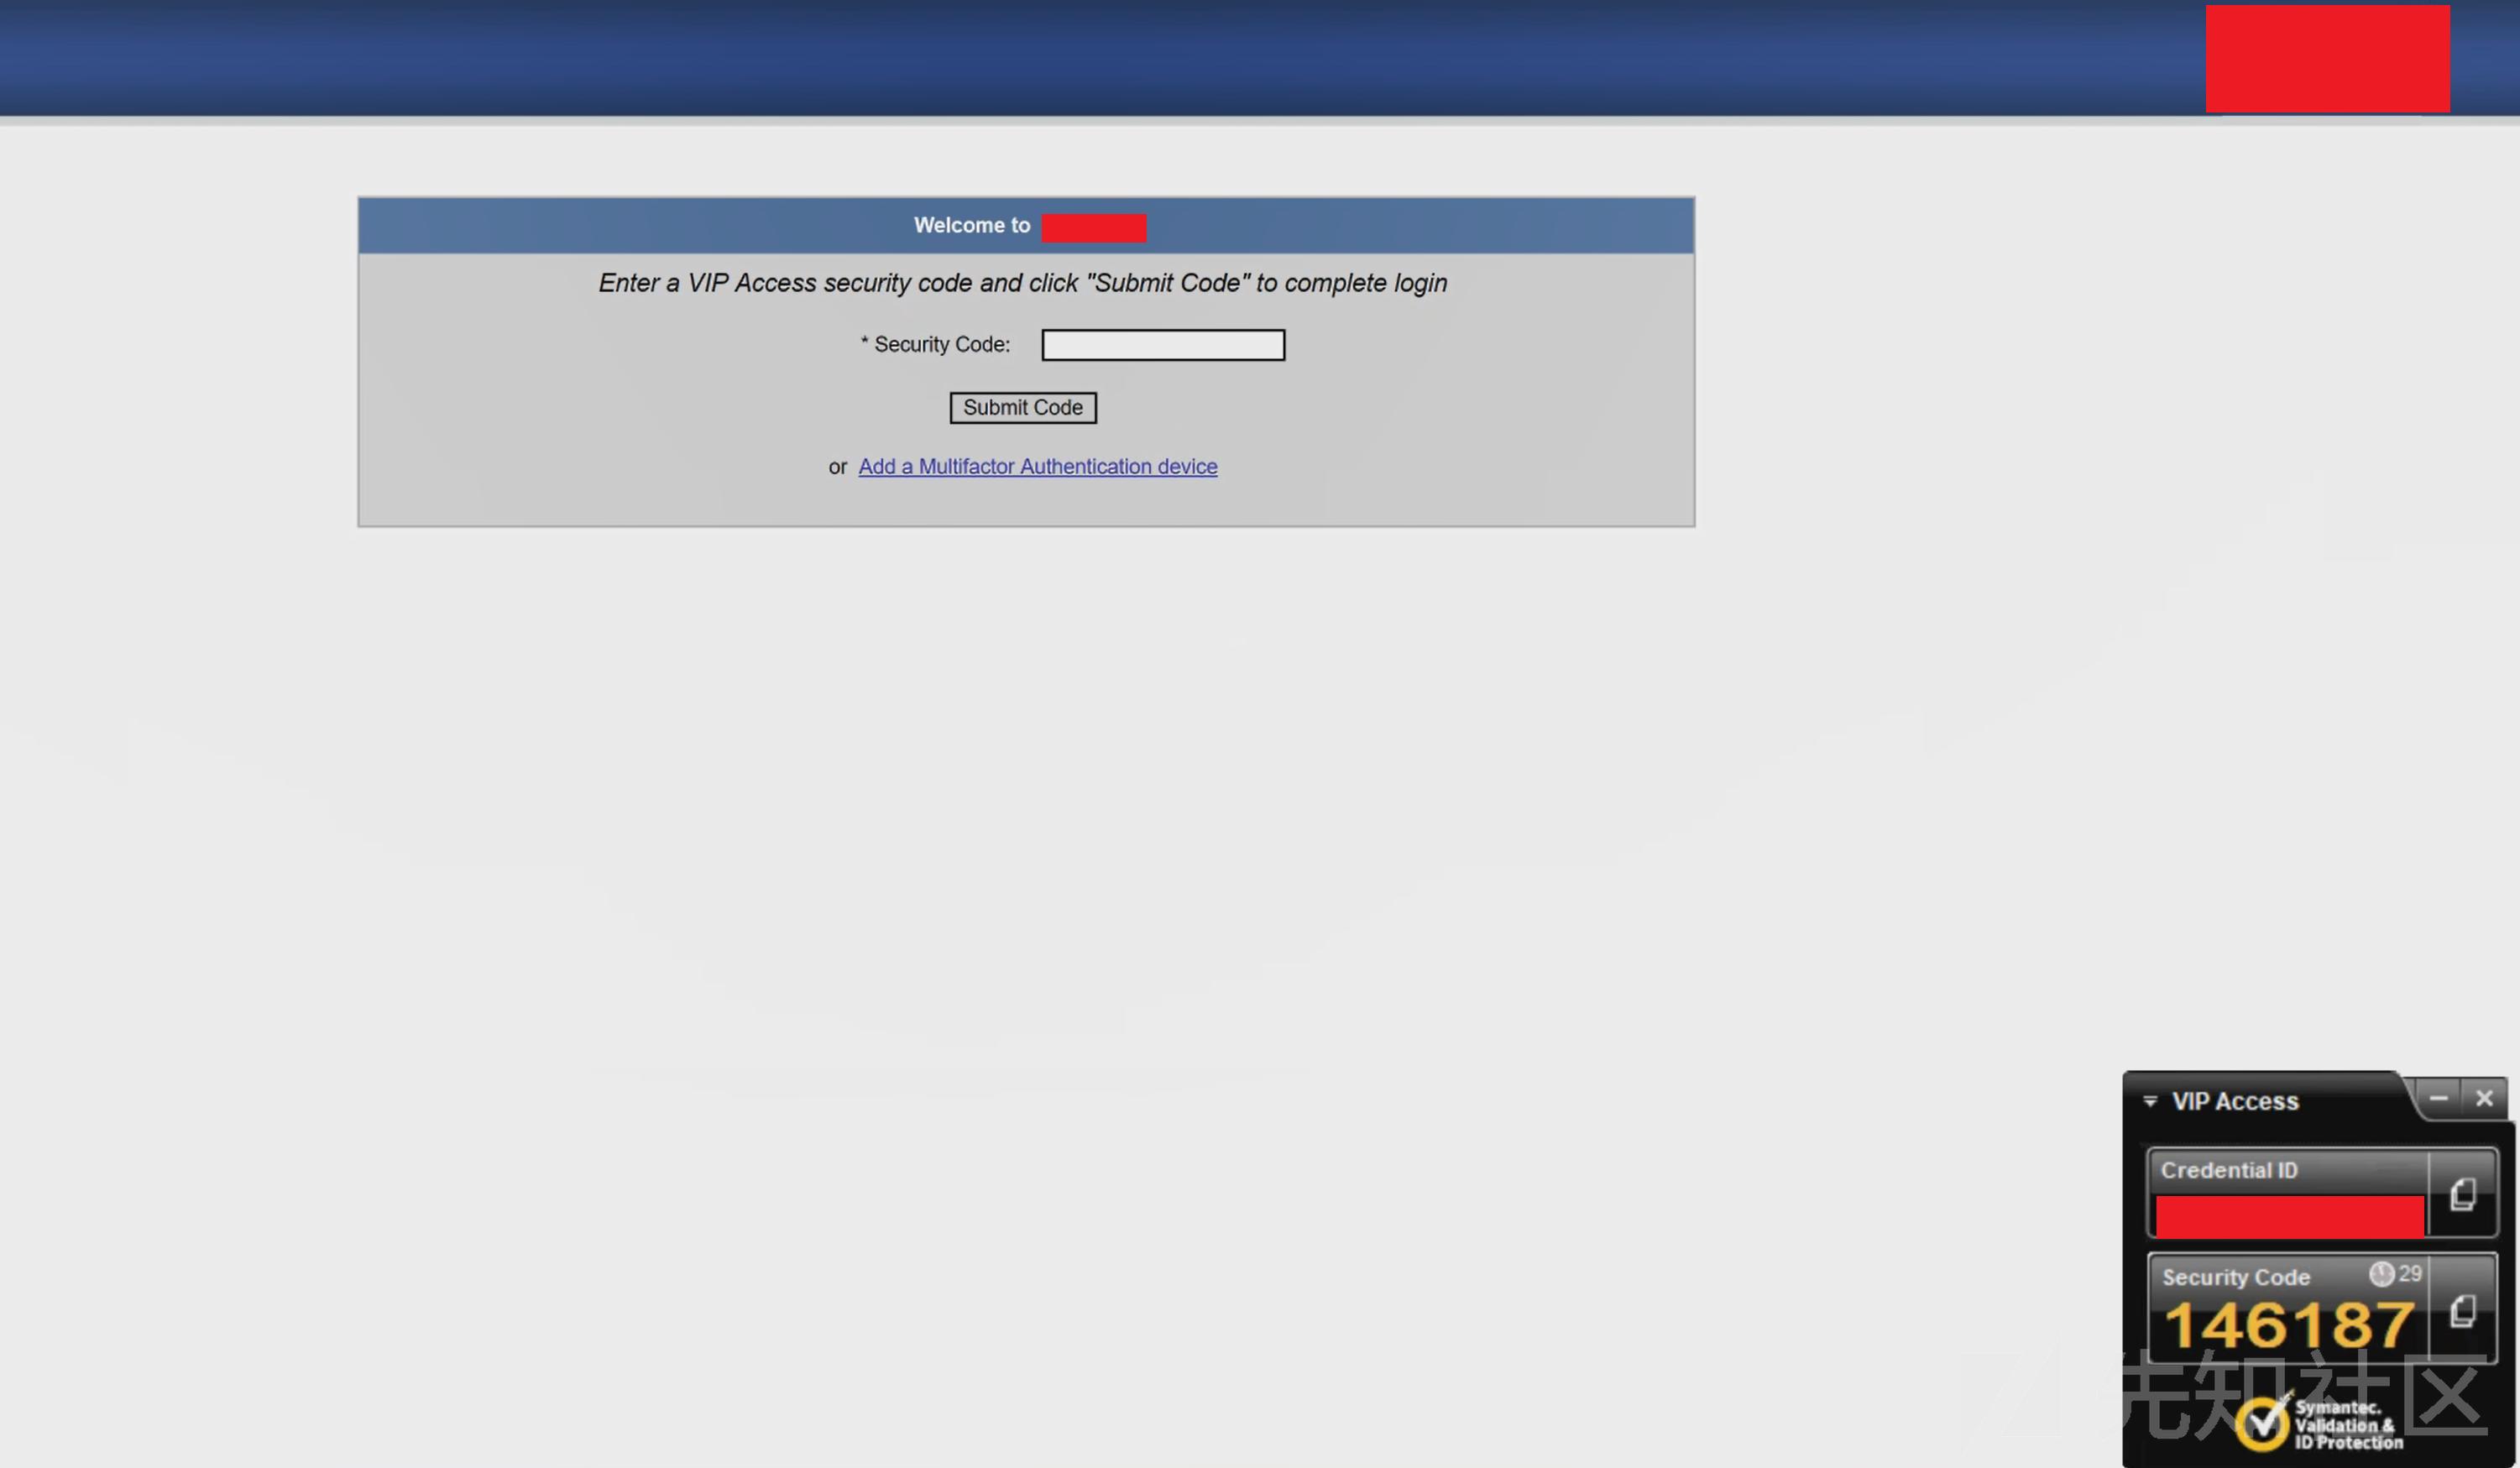 Welcome to
Enter a VIP Access security code and click "Submit Code" to complete login
* Security Code:
Submit Code
or Add a Multifactor Authentication device
VIP Access
Credential ID
Security Code 29
146187
先知社区
Symantec.
Validation &
ID Protection